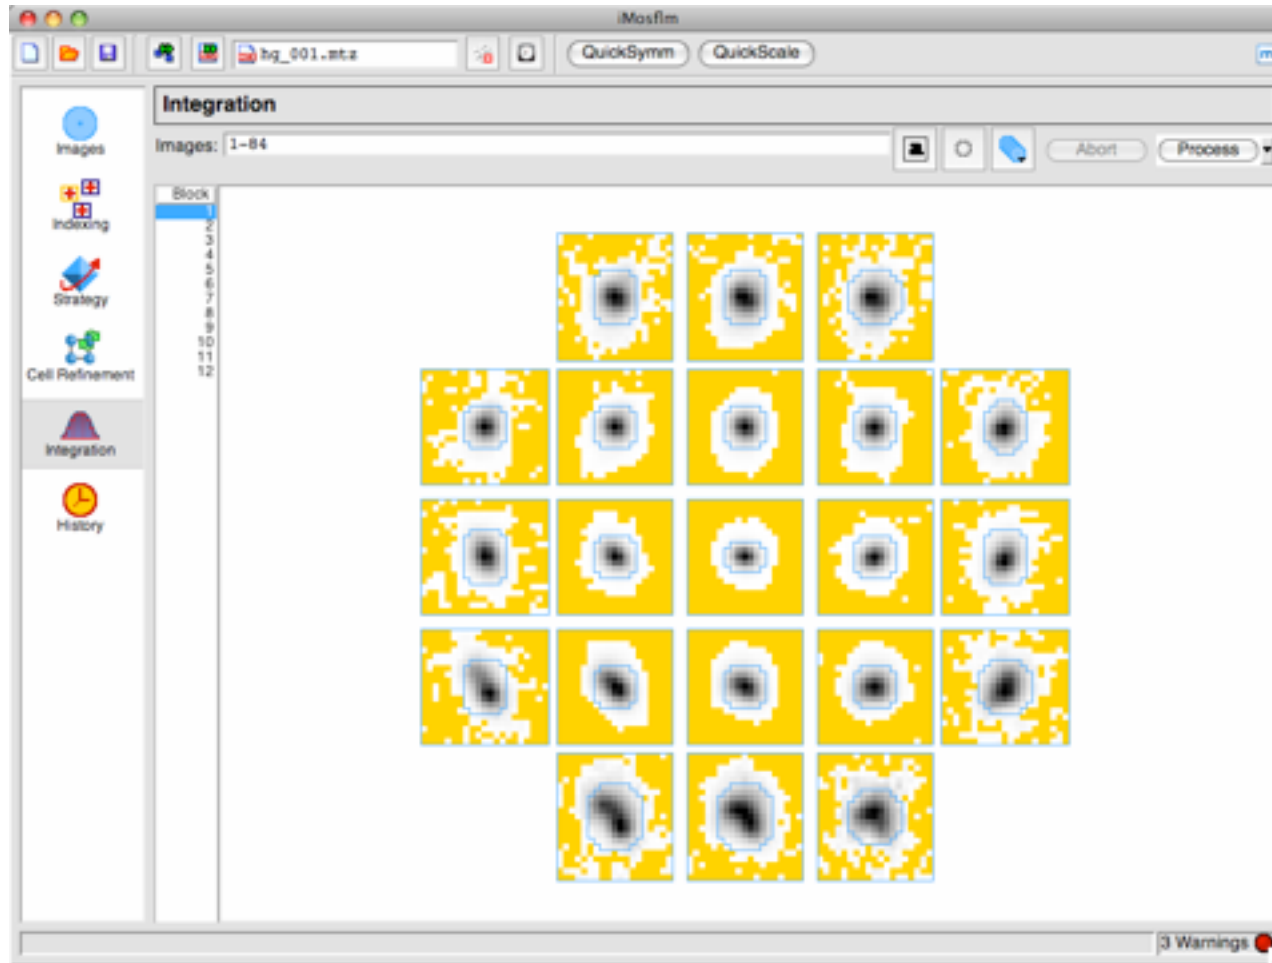 iMosflm
hg_001.mtz
QuickSymm
QuickScale
Integration
Images: 1-84
Abort
Process
Images
Indexing
Strategy
Cell Refinement
Integration
History
Block
1
2
3
4
5
6
7
8
9
10
11
12
3 Warnings